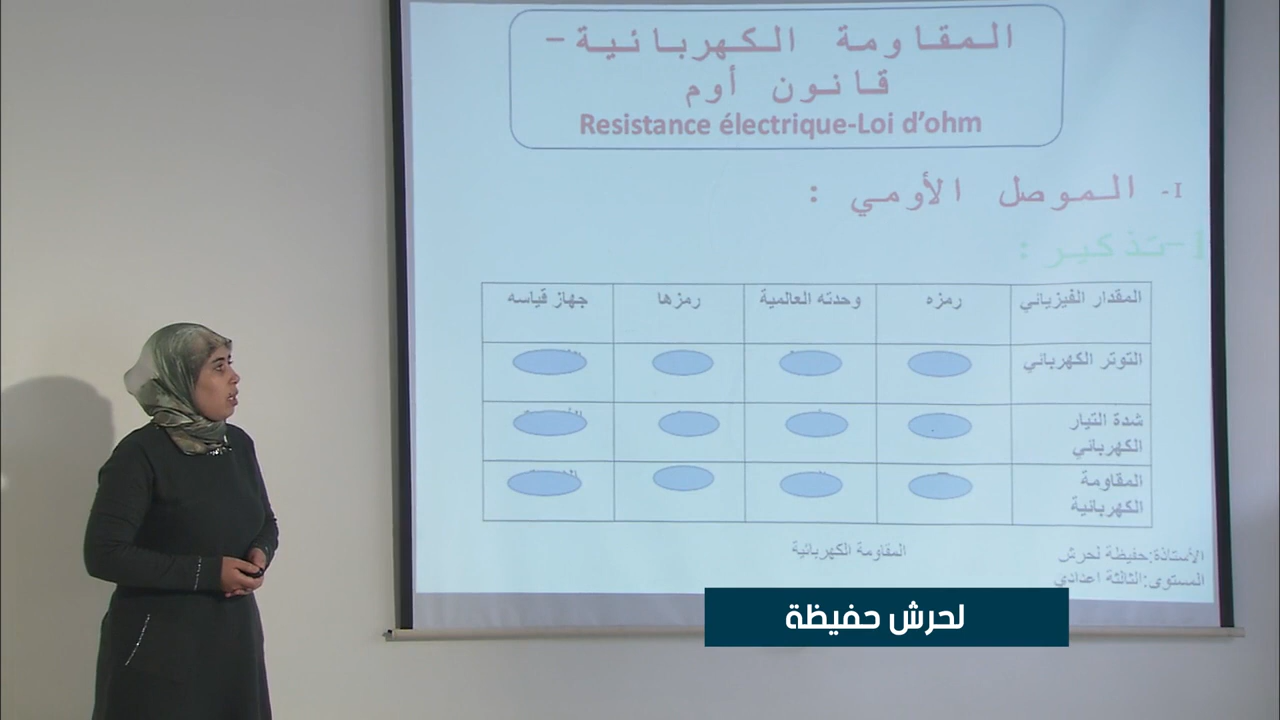 المقاومة الكهربائية -
قانون أوم
Resistance électrique-Loi d'ohm
I- الموصل الأومي :
1-تذكير :
المقدار الفيزيائي رمزه وحدته العالمية رمزها جهاز قياسه
التوتر الكهربائي
شدة التيار
الكهربائي
المقاومة
الكهربائية
الأستاذة:حفيظة لحرش المقاومة الكهربائية
المستوى:الثالثة اعدادي
لحرش حفيظة